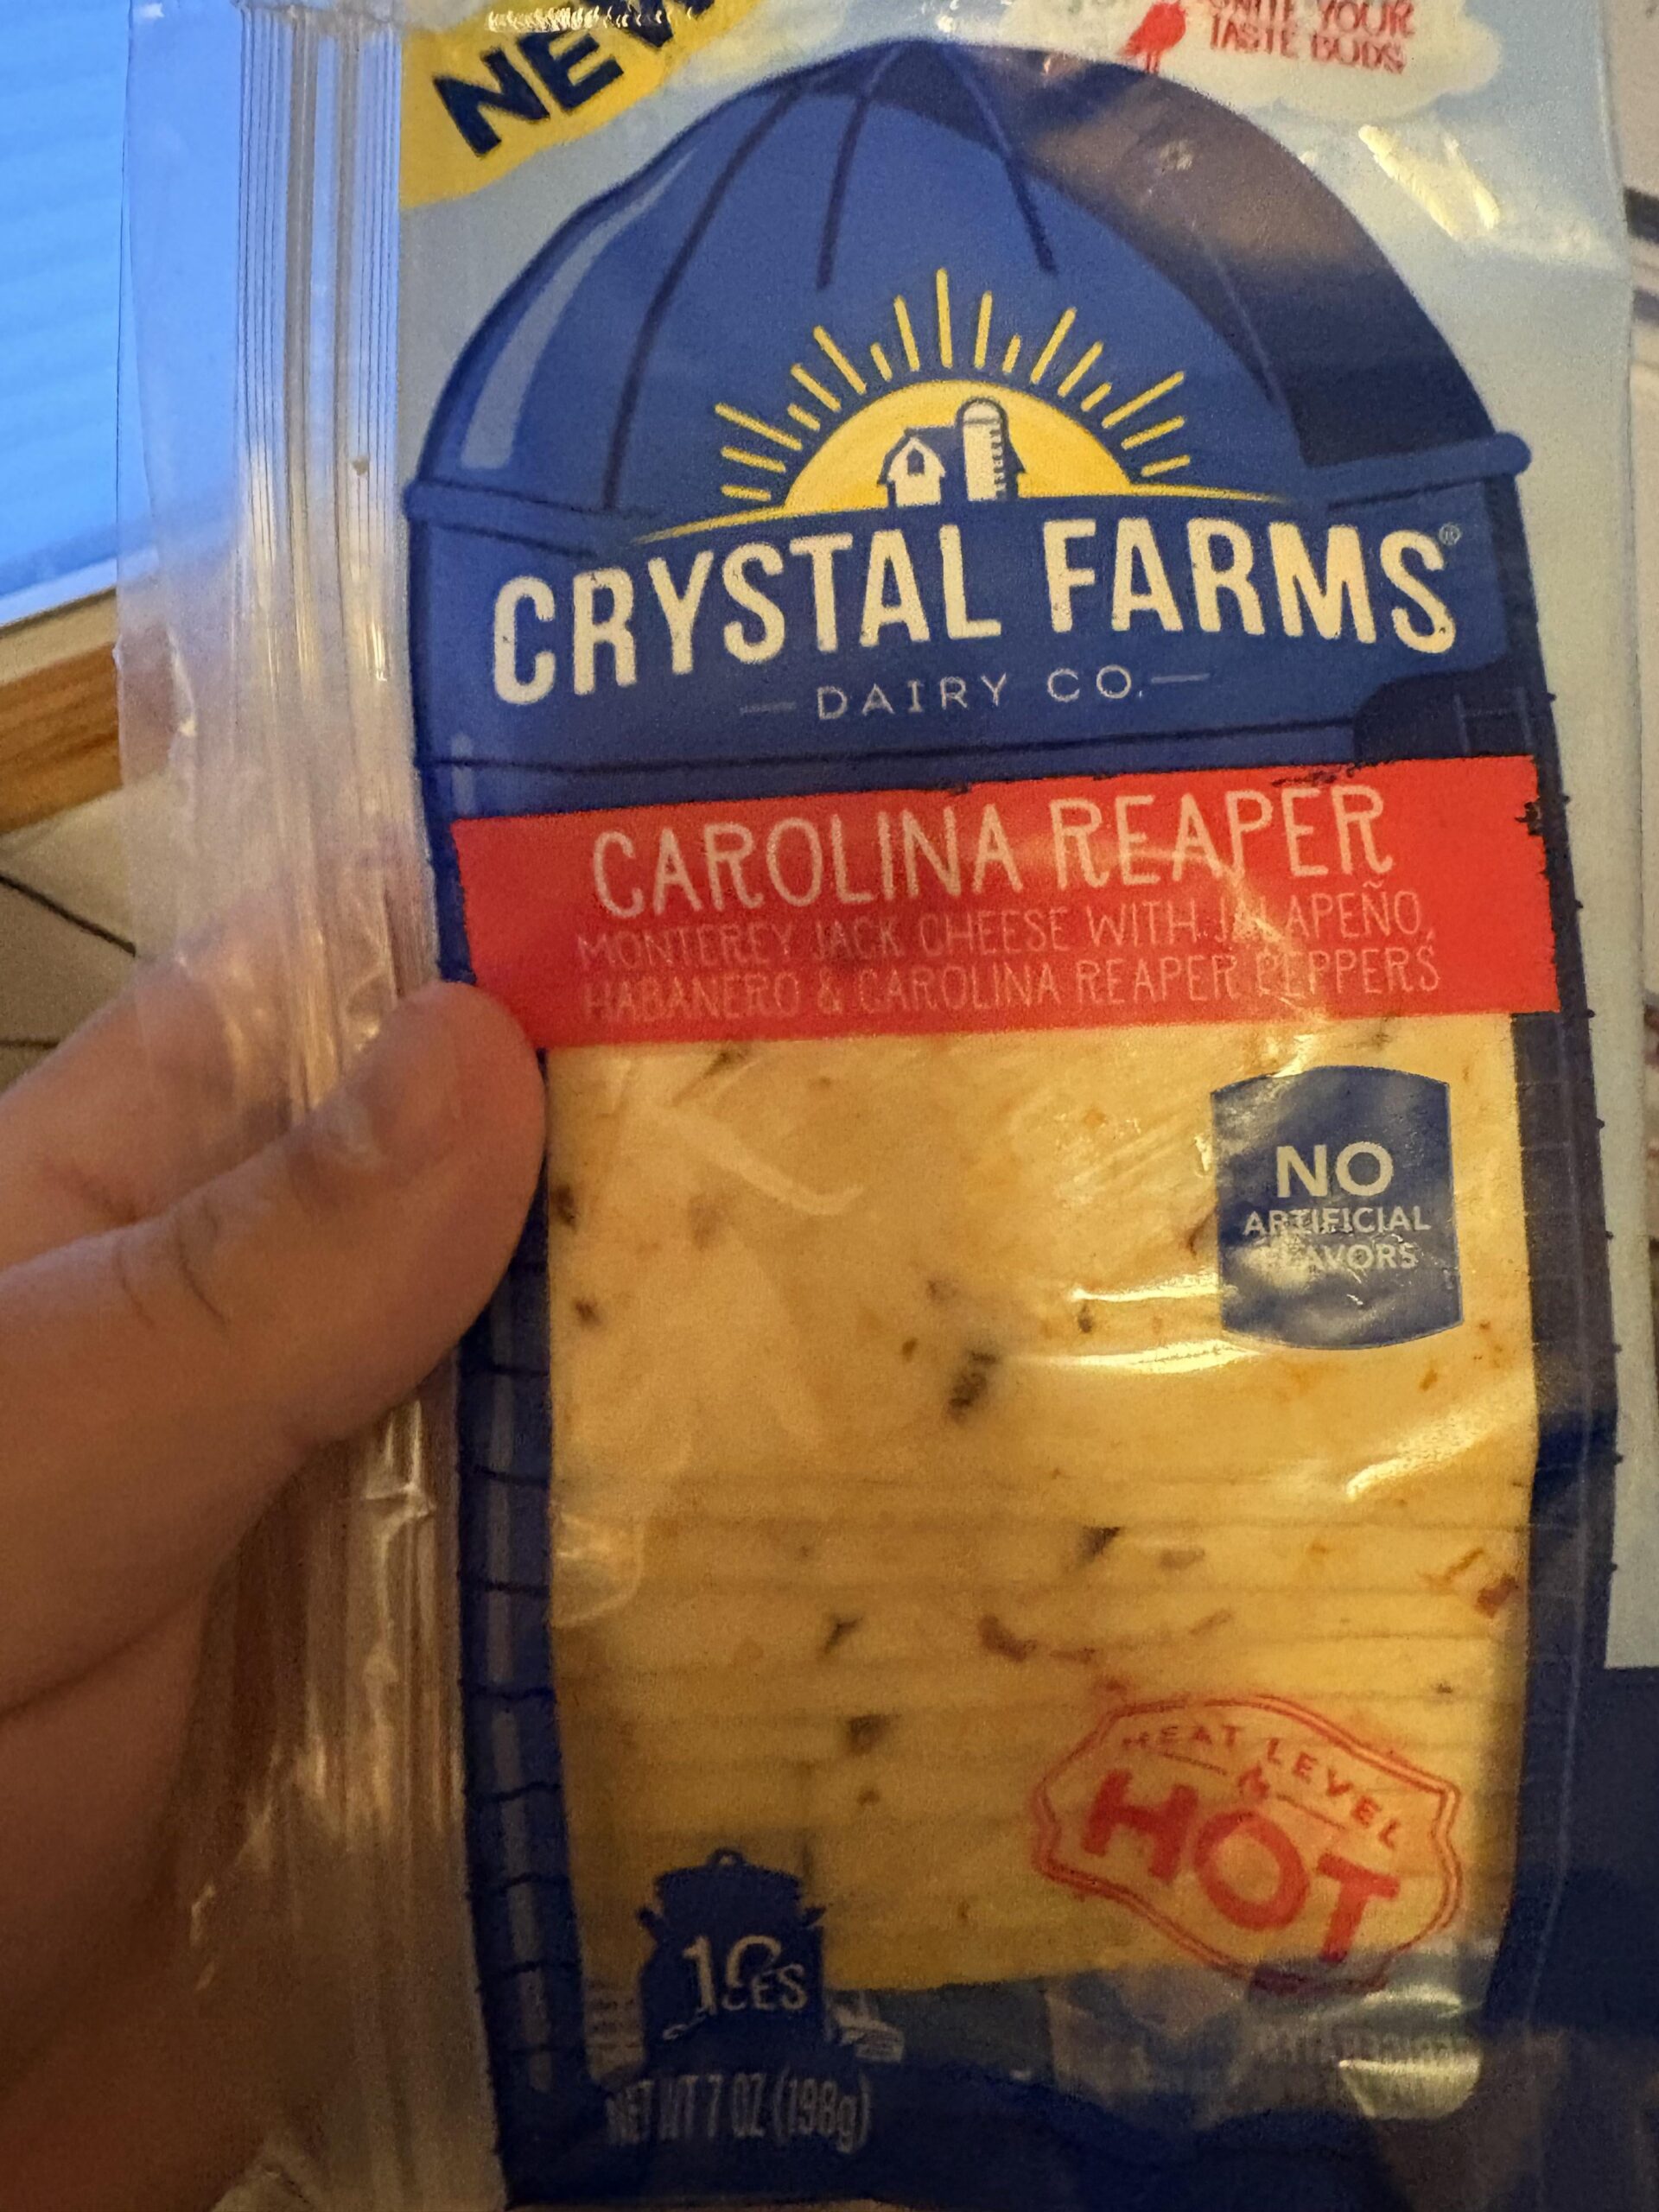 NEW
YOUR
TASTE BUDS
CRYSTAL FARMS®
DAIRY CO.
CAROLINA REAPER
MONTEREY JACK CHEESE WITH JALAPEÑO,
HABANERO & CAROLINA REAPER PEPPERS
NO
ARTIFICIAL
FLAVORS
HEAT LEVEL
HOT
NET WT 7 OZ (198g)